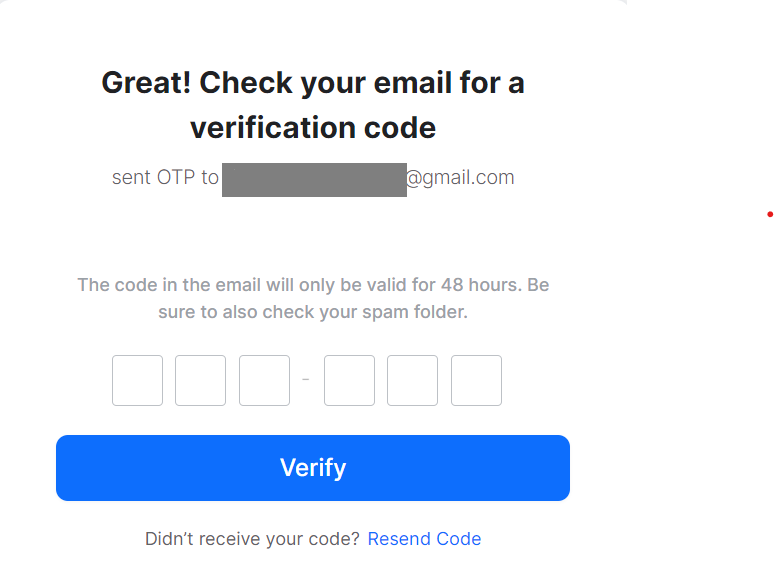 Great! Check your email for a
verification code
sent OTP to @gmail.com
The code in the email will only be valid for 48 hours. Be
sure to also check your spam folder.
-
Verify
Didn’t receive your code? Resend Code